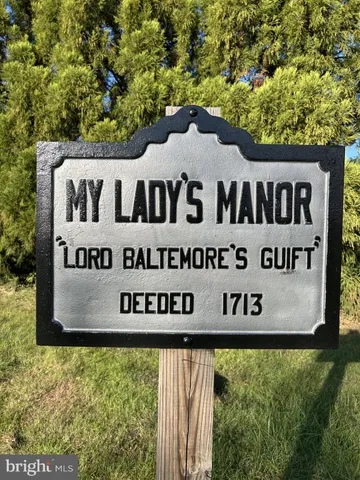 MY LADY'S MANOR
"LORD BALTEMORE'S GUIFT"
DEEDED 1713
bright MLS